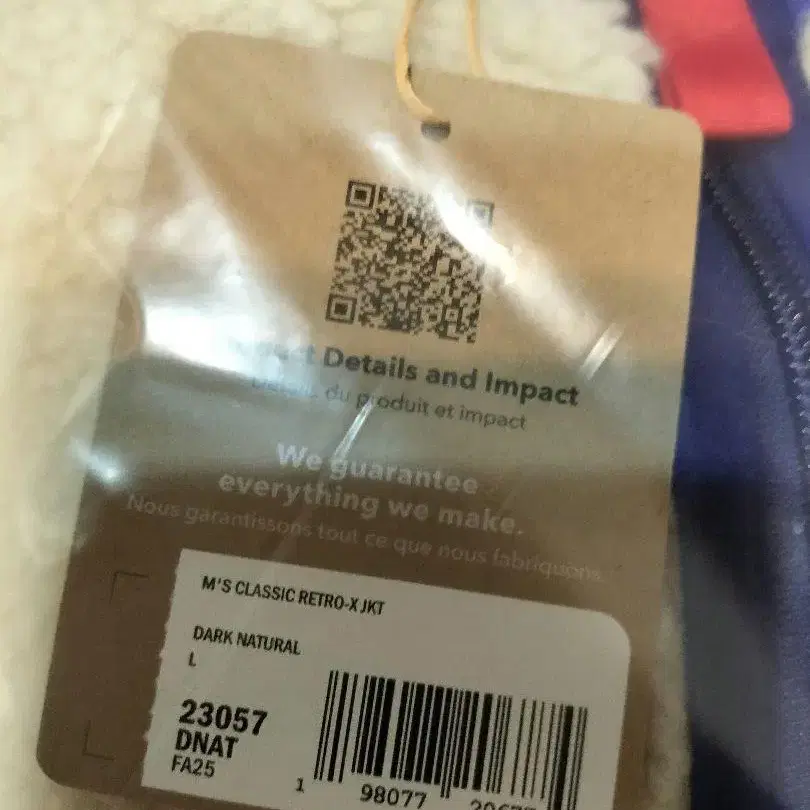 Details and Impact
Détails du produit et impact
We guarantee
everything we make.
Nous garantissons tout ce que nous fabriquons.
M'S CLASSIC RETRO-X JKT
DARK NATURAL
L
23057
DNAT
FA25
1 98077